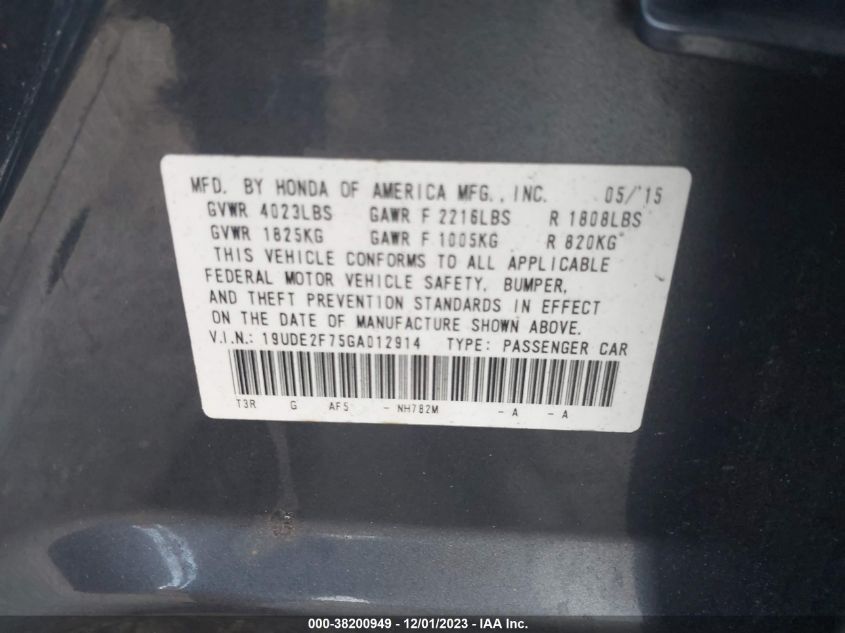 MFD. BY HONDA OF AMERICA MFG., INC. 05/'15
GVWR 4023LBS GAWR F 2216LBS R 1808LBS
GVWR 1825KG GAWR F 1005KG R 820KG
THIS VEHICLE CONFORMS TO ALL APPLICABLE
FEDERAL MOTOR VEHICLE SAFETY, BUMPER,
AND THEFT PREVENTION STANDARDS IN EFFECT
ON THE DATE OF MANUFACTURE SHOWN ABOVE.
V.I.N.: 19UDE2F75GA012914 TYPE: PASSENGER CAR
T3R G AF5 - NH782M - A - A
000-38200949 - 12/01/2023 - IAA Inc.